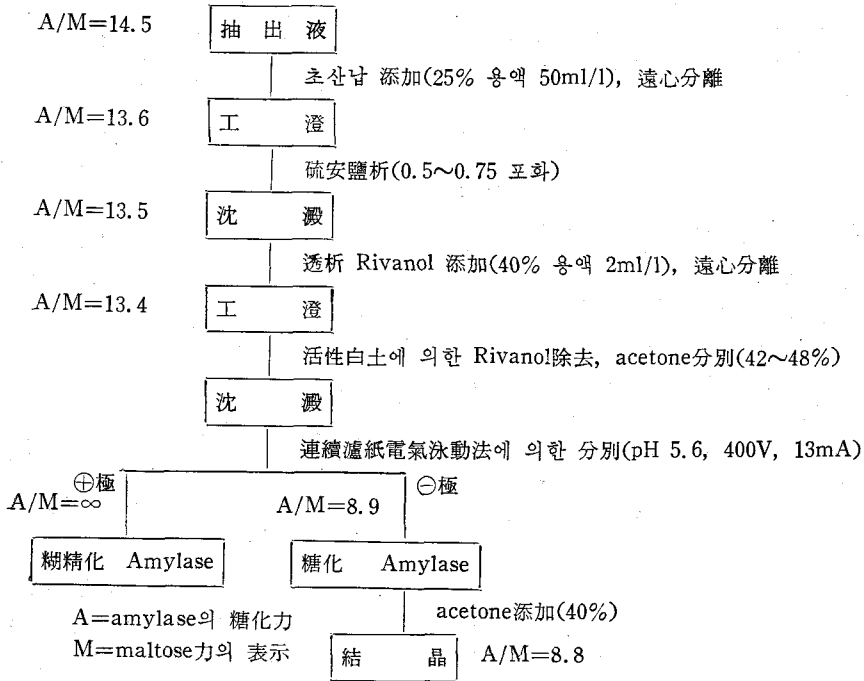 A/M=14.5 抽出液
초산납 添加(25% 용액 50ml/l), 遠心分離
A/M=13.6 工澄
硫安鹽析(0.5~0.75 포화)
A/M=13.5 沈澱
透析 Rivanol 添加(40% 용액 2ml/l), 遠心分離
A/M=13.4 工澄
活性白土에 의한 Rivanol除去, acetone分別(42~48%)
沈澱
連續濾紙電氣泳動法에 의한 分別(pH 5.6, 400V, 13mA)
⊕極 ⊖極
A/M=∞ A/M=8.9
糊精化 Amylase 糖化 Amylase
acetone添加(40%)
A=amylase의 糖化力
M=maltose力의 表示 結晶 A/M=8.8